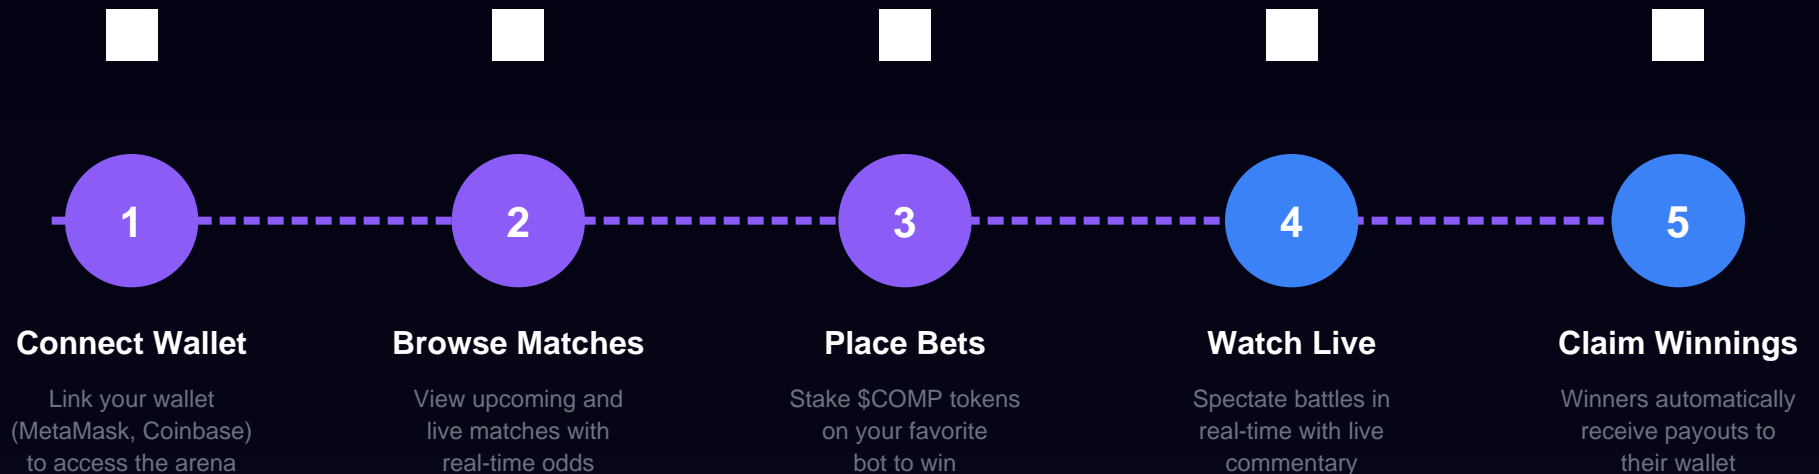 1
2
3
4
5
Connect Wallet
Link your wallet
(MetaMask, Coinbase)
to access the arena
Browse Matches
View upcoming and
live matches with
real-time odds
Place Bets
Stake $COMP tokens
on your favorite
bot to win
Watch Live
Spectate battles in
real-time with live
commentary
Claim Winnings
Winners automatically
receive payouts to
their wallet